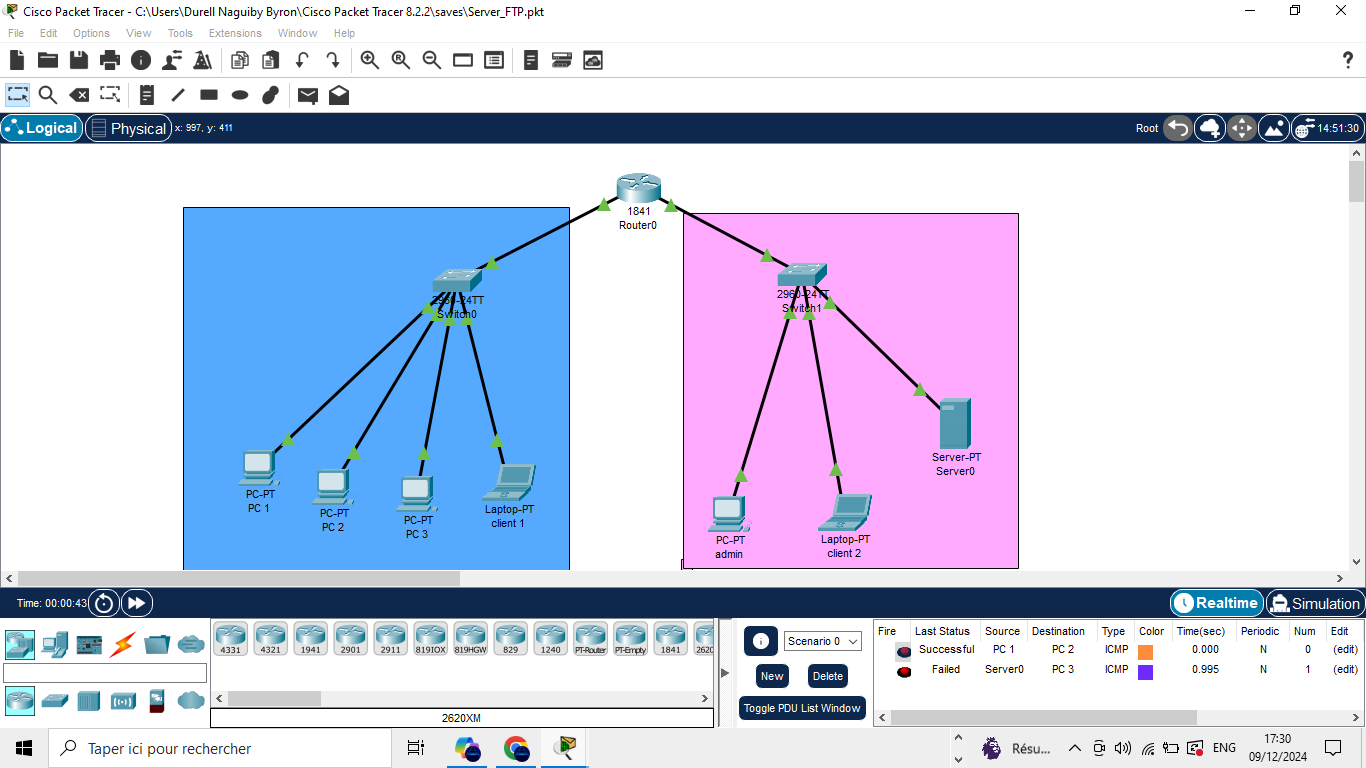 Cisco Packet Tracer - C:\Users\Durell Naguiby Byron\Cisco Packet Tracer 8.2.2\saves\Server_FTP.pkt
File Edit Options View Tools Extensions Window Help
Logical Physical x: 997, y: 411 Root 14:51:30
1841
Router0
2960-24TT
Switch0
2960-24TT
Switch1
PC-PT
PC 1
PC-PT
PC 2
PC-PT
PC 3
Laptop-PT
client 1
PC-PT
admin
Laptop-PT
client 2
Server-PT
Server0
Time: 00:00:43 Realtime Simulation
4331 4321 1941 2901 2911 819IOX 819HGW 829 1240 PT-Router PT-Empty 1841 2620
2620XM
Scenario 0
New Delete
Toggle PDU List Window
Fire Last Status Source Destination Type Color Time(sec) Periodic Num Edit
Successful PC 1 PC 2 ICMP 0.000 N 0 (edit)
Failed Server0 PC 3 ICMP 0.995 N 1 (edit)
Taper ici pour rechercher
Résu... ENG 17:30
09/12/2024